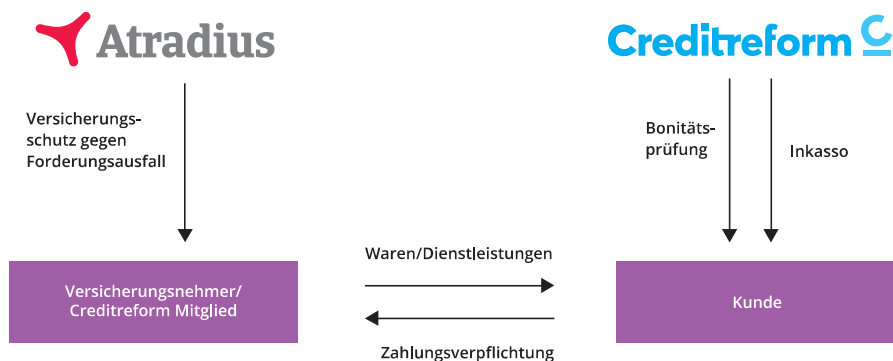 Atradius
Creditreform C
Versicherungs-
schutz gegen
Forderungsausfall
Bonitäts-
prüfung
Inkasso
Waren/Dienstleistungen
Versicherungsnehmer/
Creditreform Mitglied
Kunde
Zahlungsverpflichtung